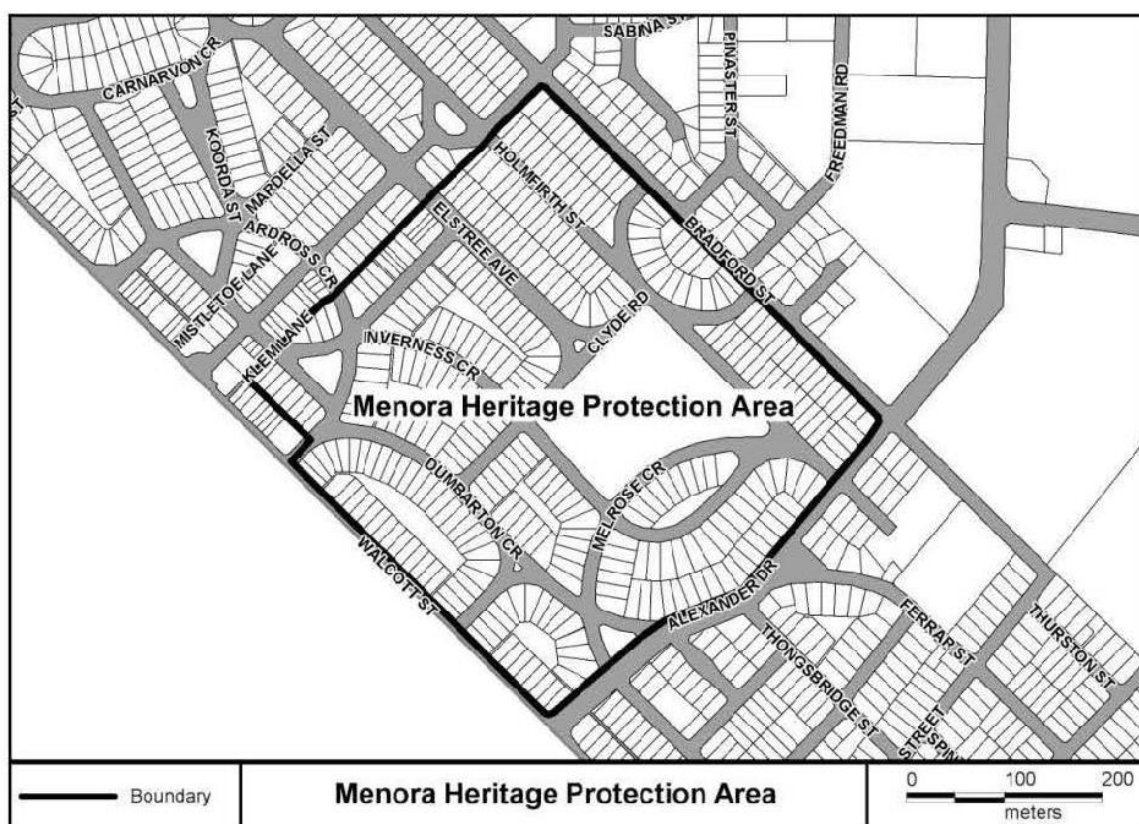 SABINA ST
PINASTER ST
FREEDMAN RD
CARNARVON CR
ST
KOORDA ST
MARDELLA ST
HOLMFIRTH ST
ELSTREE AVE
BRADFORD ST
ARDROSS CR
MISTLETOE LANE
KLEM LANE
CLYDE RD
INVERNESS CR
Menora Heritage Protection Area
DUMBARTON CR
MELROSE CR
WALCOTT ST
ALEXANDER DR
FERRAR ST
THURSTON ST
THONGSBRIDGE ST
STREET
SPIN
Boundary
Menora Heritage Protection Area
0 100 200
meters